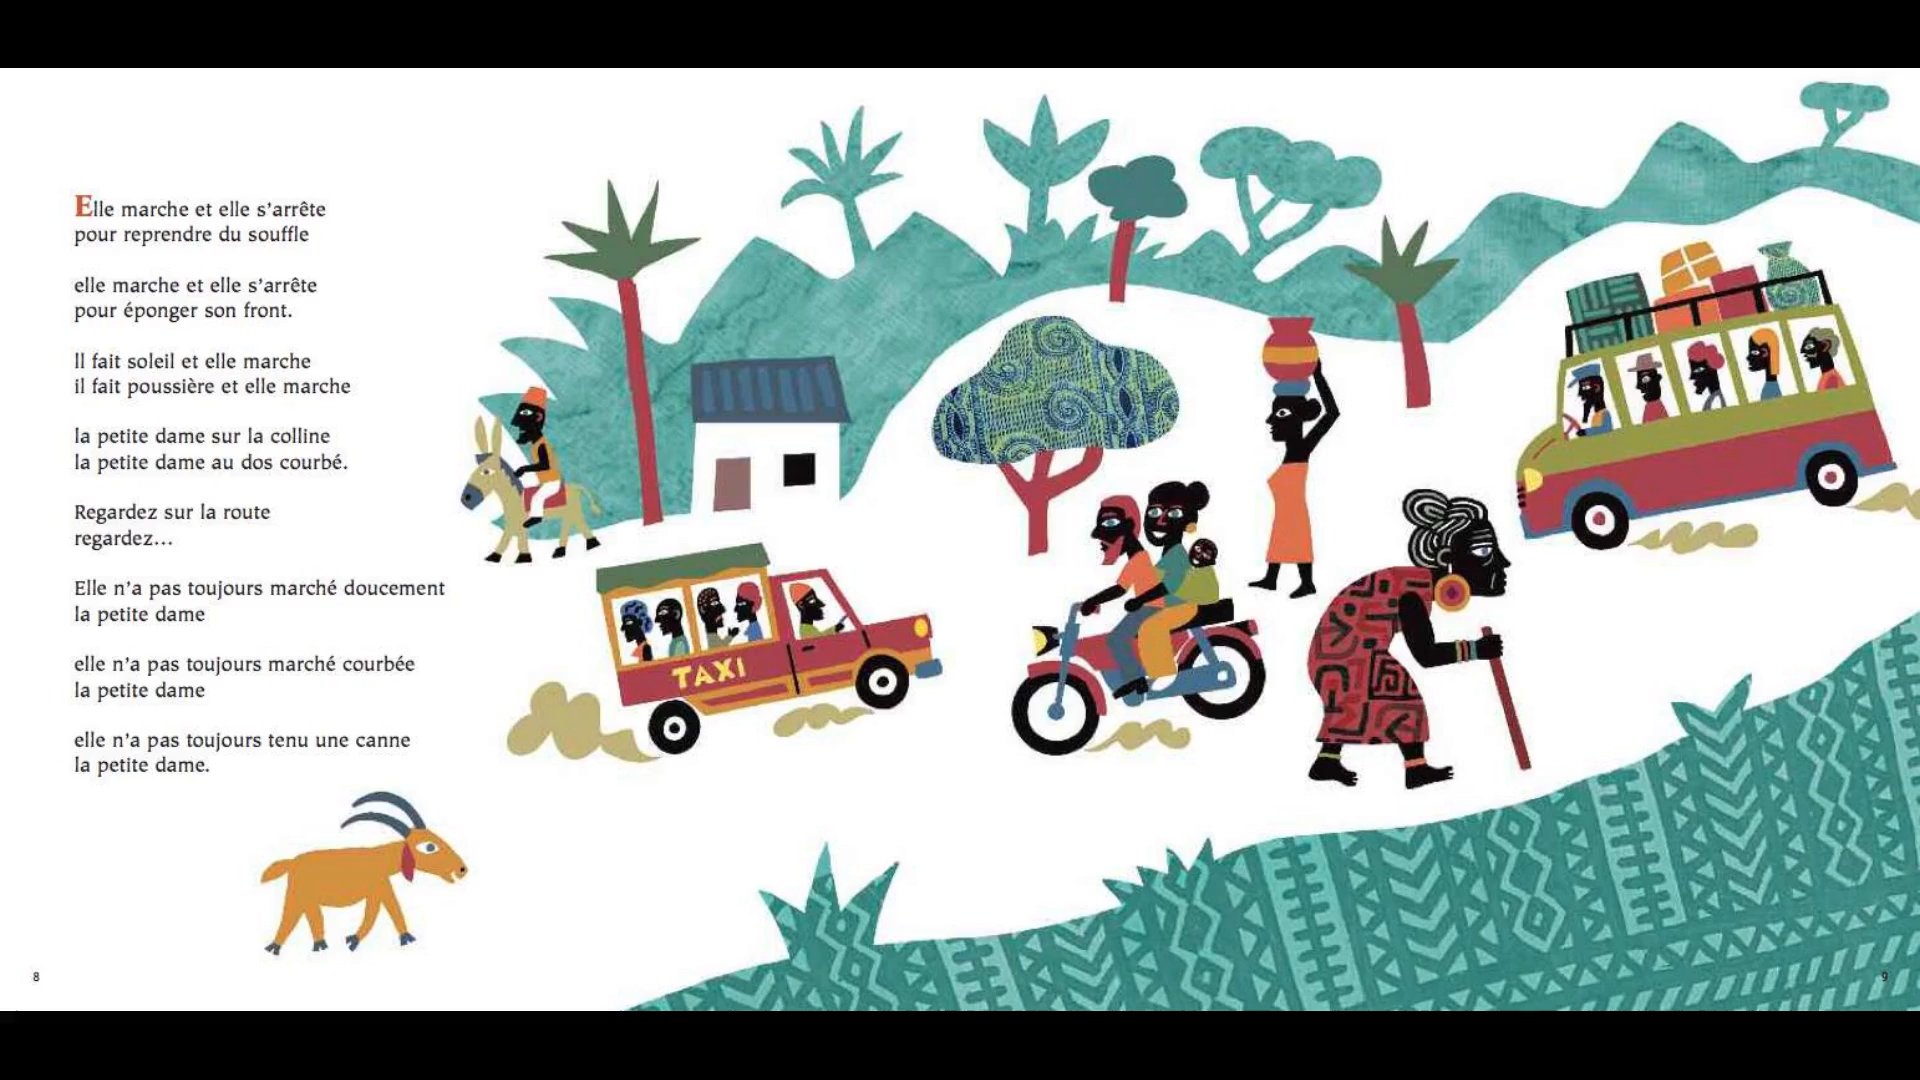 Elle marche et elle s'arrête
pour reprendre du souffle
elle marche et elle s'arrête
pour éponger son front.
ll fait soleil et elle marche
il fait poussière et elle marche
la petite dame sur la colline
la petite dame au dos courbé.
Regardez sur la route
regardez...
Elle n'a pas toujours marché doucement
la petite dame
elle n'a pas toujours marché courbée
la petite dame
elle n'a pas toujours tenu une canne
la petite dame.
TAXI
8
9